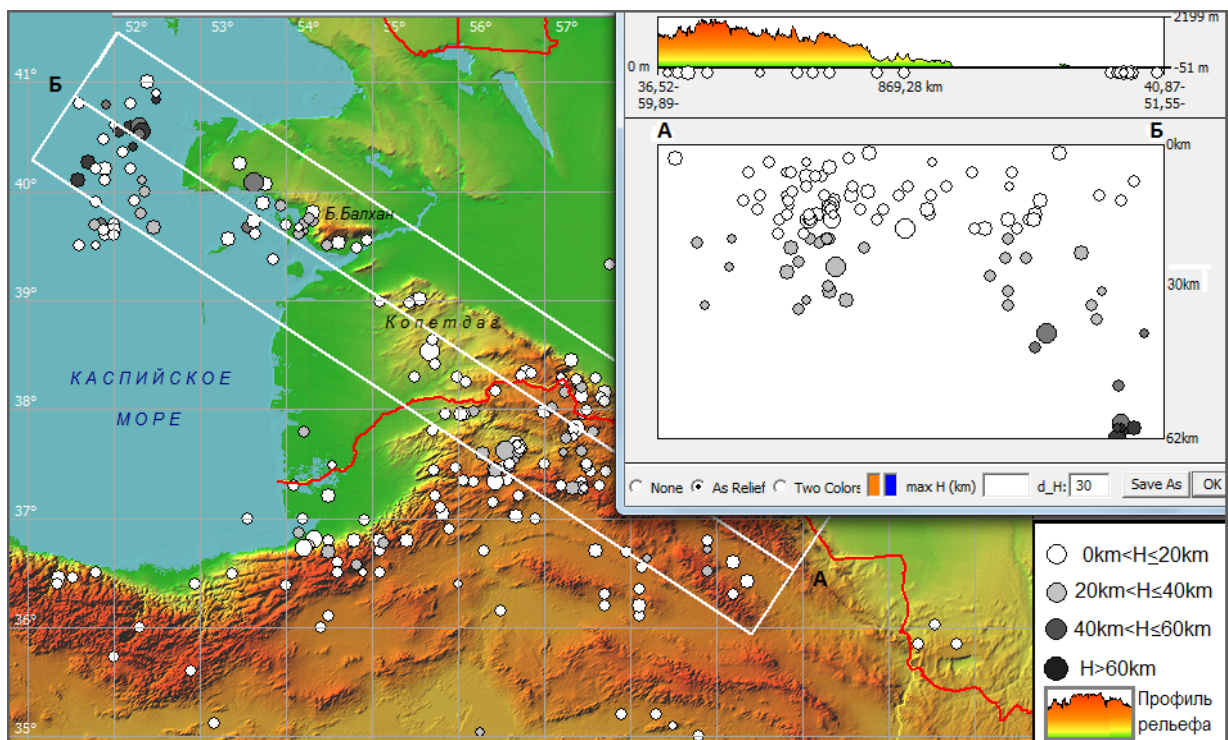 52°
53°
54°
55°
56°
57°
41°
Б
40°
Б.Балхан
39°
Копетдаг
КАСПИЙСКОЕ
МОРЕ
38°
37°
36°
35°
А
2199 m
0 m
-51 m
36,52-
59,89-
869,28 km
40,87-
51,55-
А
Б
0km
30km
62km
None
As Relief
Two Colors
max H (km)
d_H:
30
Save As
OK
0km<H≤20km
20km<H≤40km
40km<H≤60km
H>60km
Профиль
рельефа